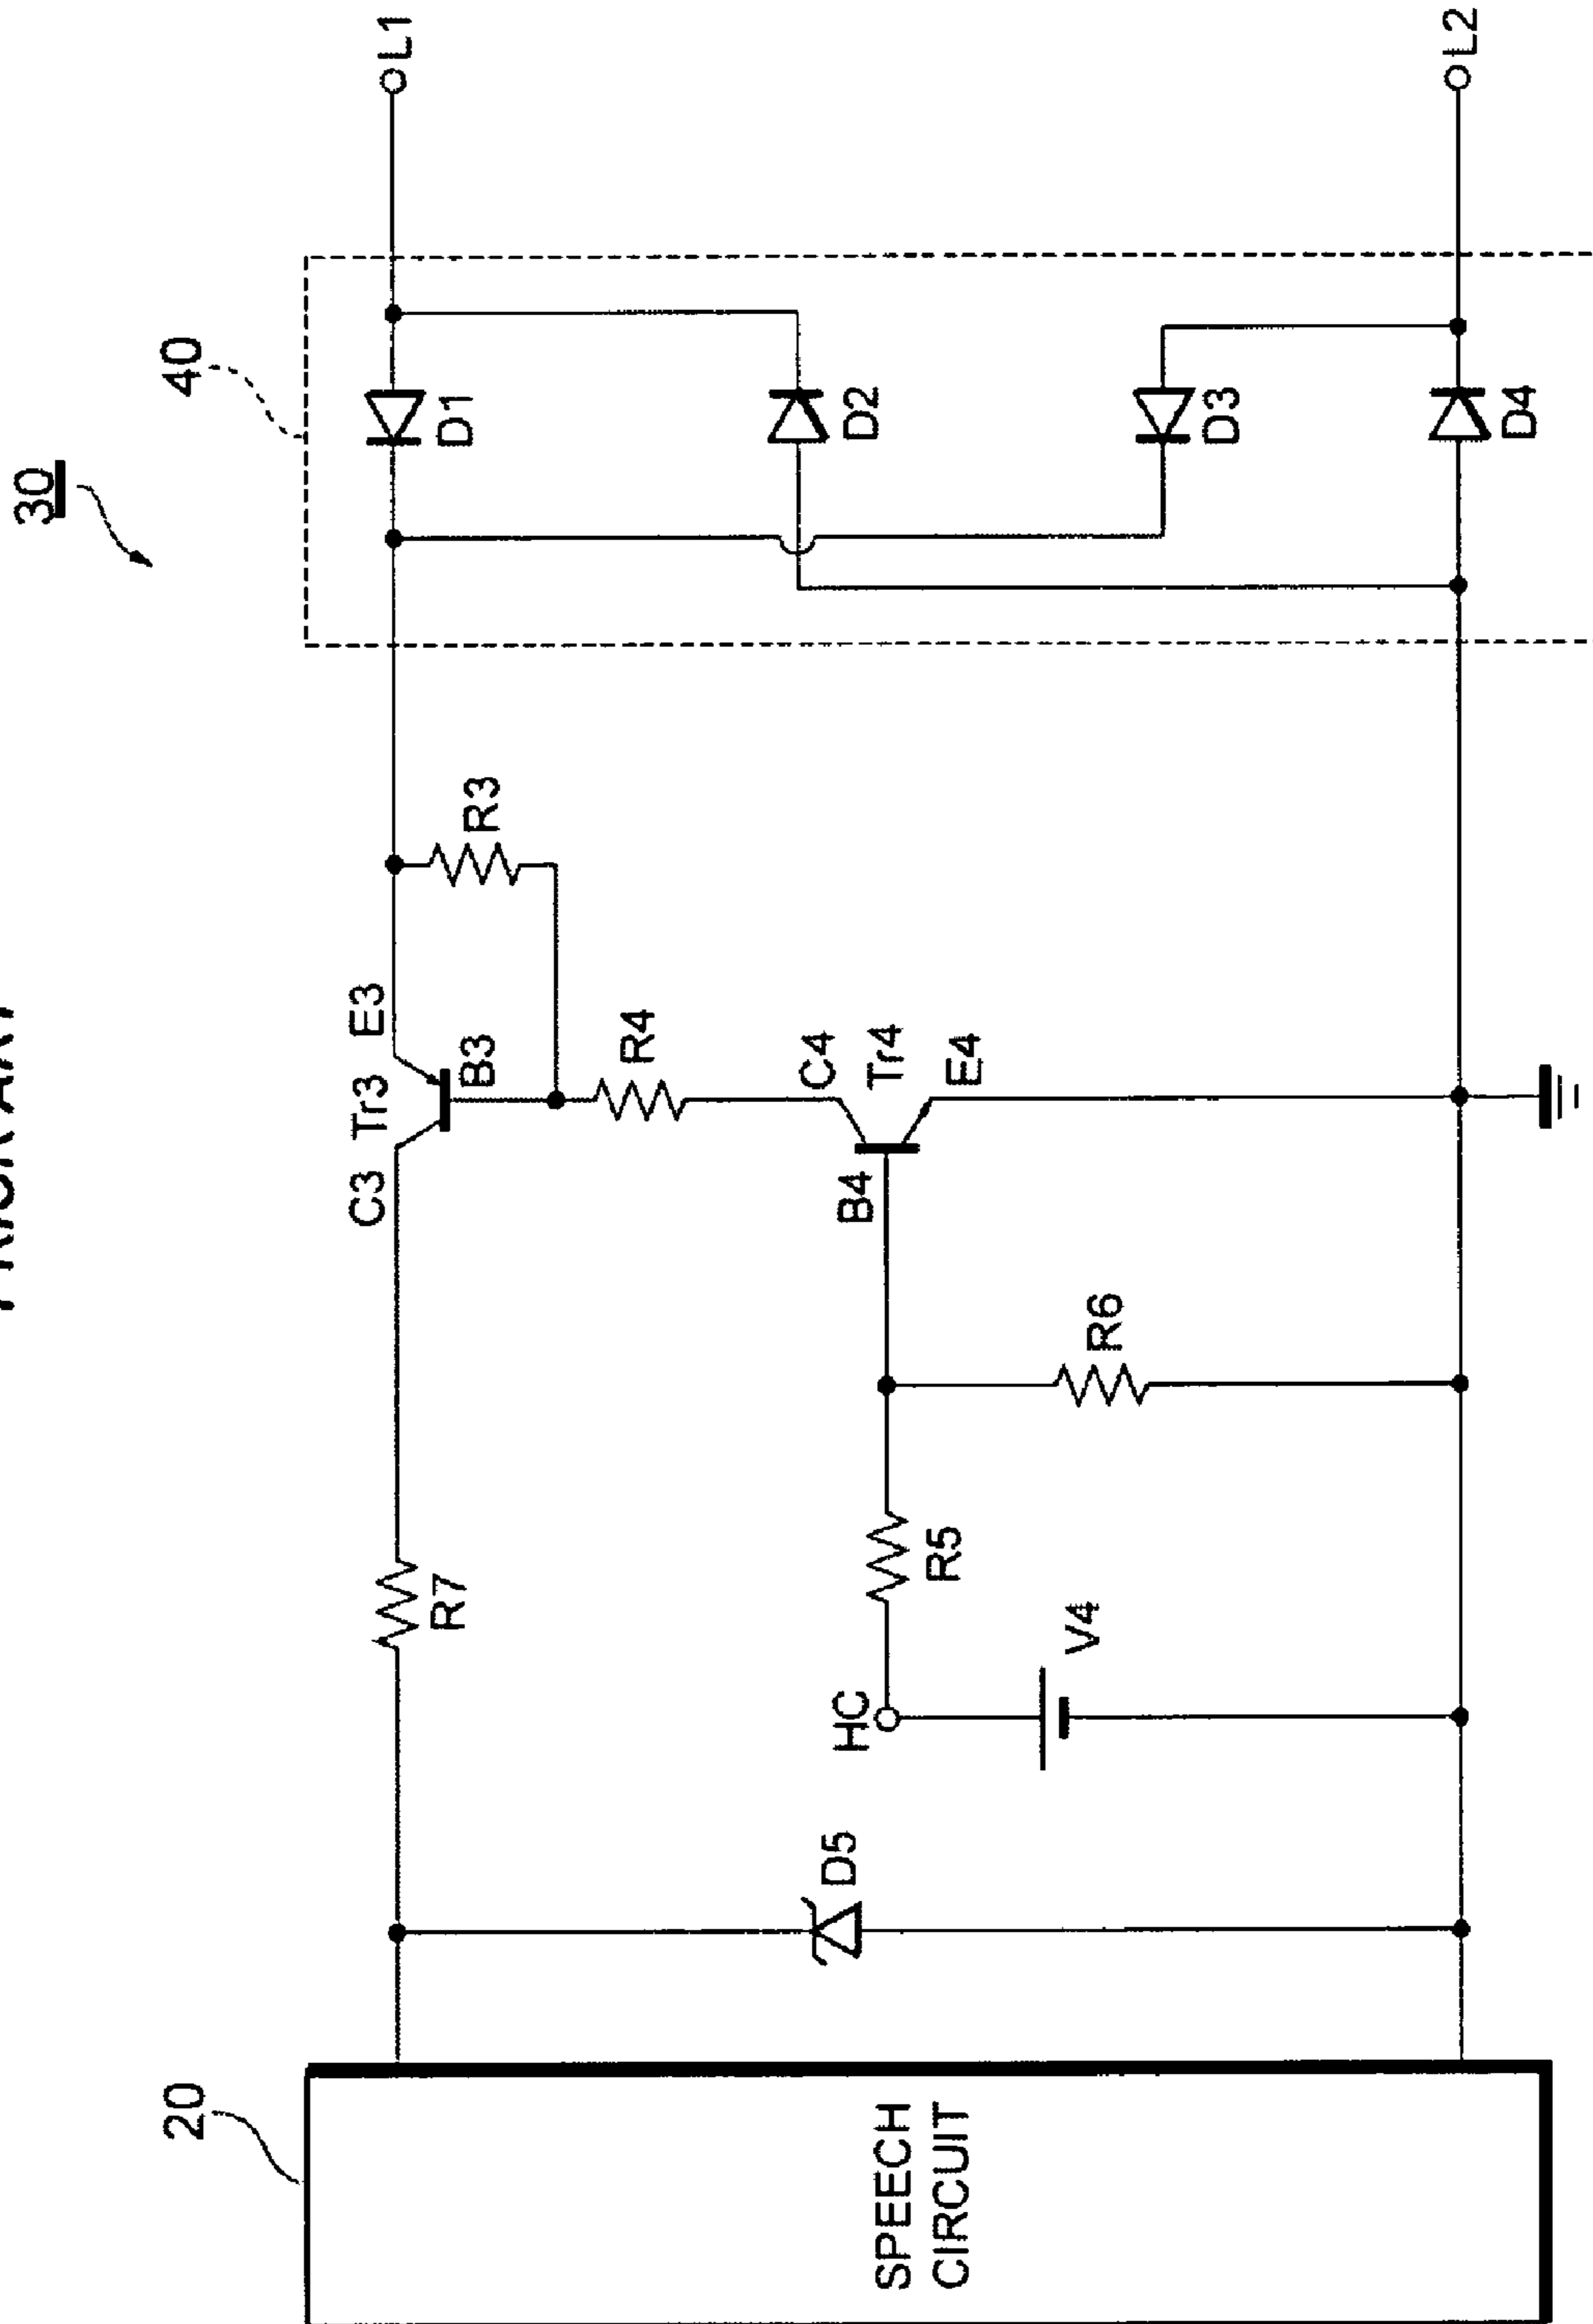 PRIOR ART
30
20
40
C3
Tr3
E3
L1
R7
B3
R3
D1
R4
D5
HC
B4
C4
D2
Tr4
SPEECH
CIRCUIT
R5
E4
V4
R6
D3
L2
D4